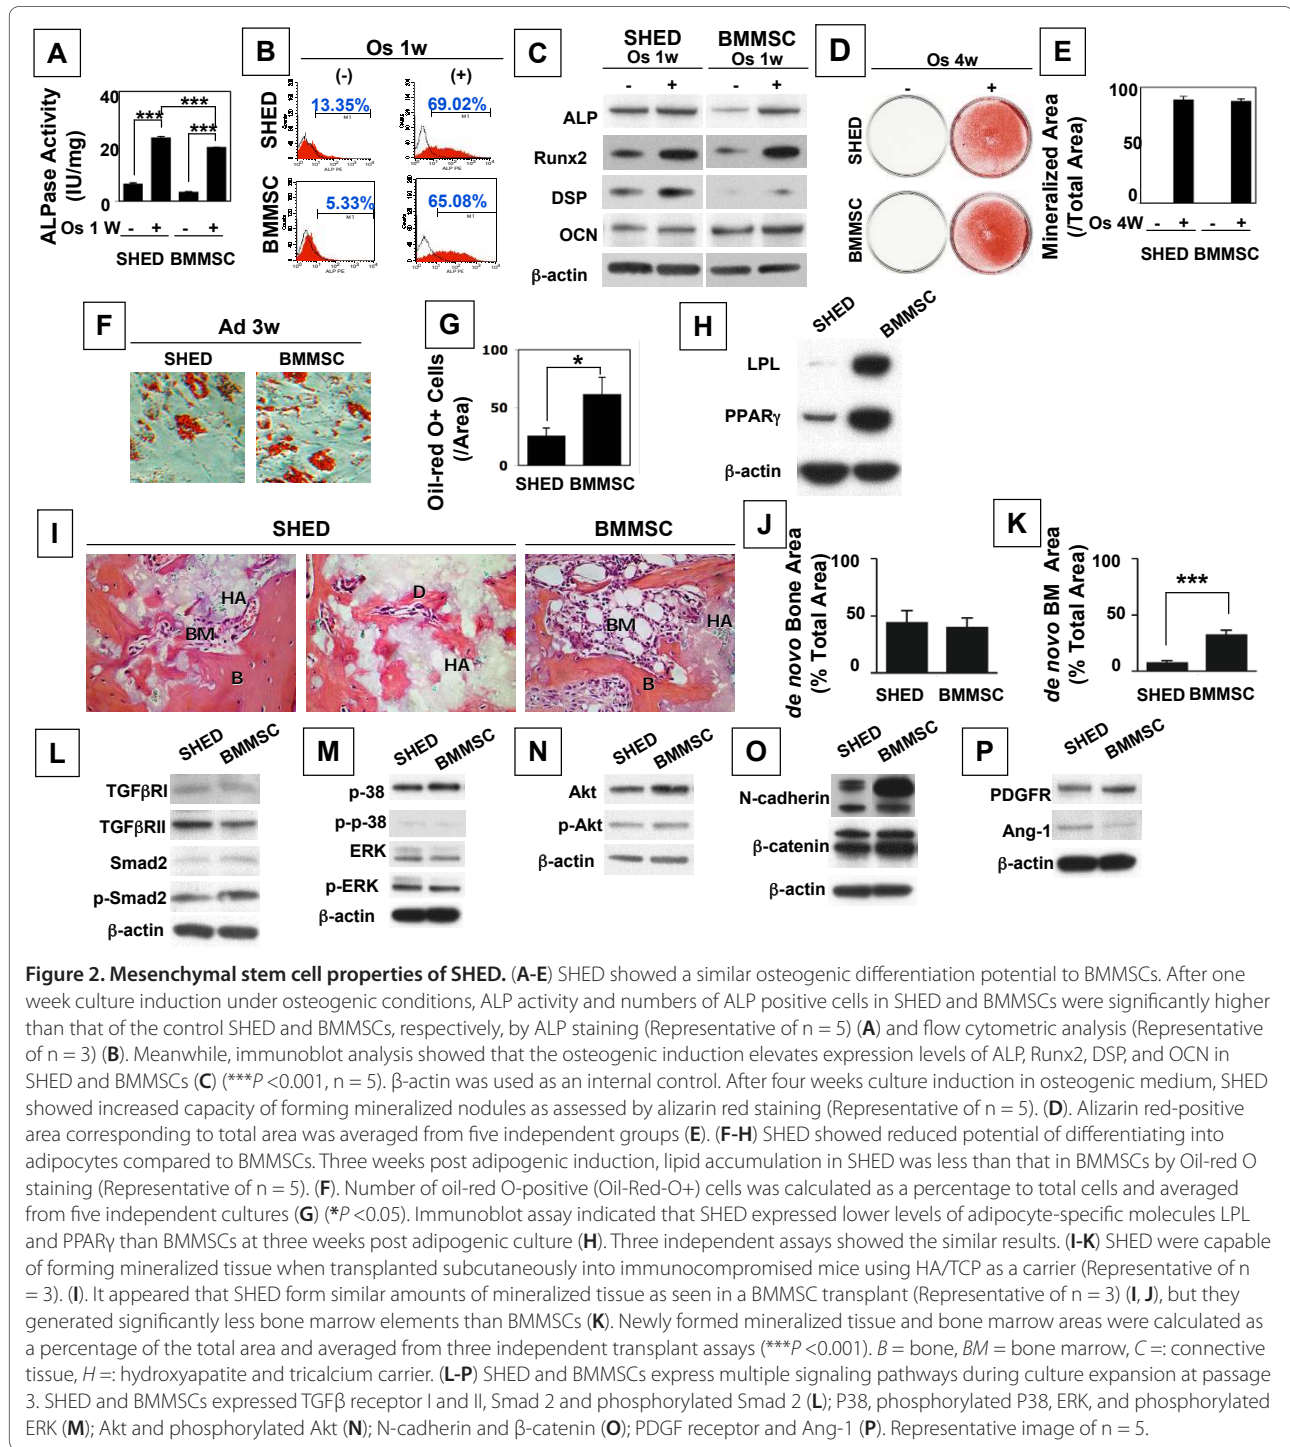 A
ALPase Activity
(IU/mg)
40
20
0
***
***
***
Os 1 W
- + - +
SHED BMMSC
B
Os 1w
(-) (+)
SHED
BMMSC
13.35%
69.02%
5.33%
65.08%
M1
Counts
ALP PE
C
SHED BMMSC
Os 1w Os 1w
- + - +
ALP
Runx2
DSP
OCN
β-actin
D
Os 4w
- +
SHED
BMMSC
E
Mineralized Area
(/Total Area)
100
0
Os 4W - + - +
SHED BMMSC
F
Ad 3w
SHED BMMSC
G
Oil-red O+ Cells
(/Area)
100
50
0
*
SHED BMMSC
H
SHED BMMSC
LPL
PPARγ
β-actin
I
SHED BMMSC
HA
BM
B
D
HA
BM
HA
B
J
de novo Bone Area
(% Total Area)
100
50
0
SHED BMMSC
K
de novo BM Area
(% Total Area)
100
50
0
***
SHED BMMSC
L
SHED BMMSC
TGFβRI
TGFβRII
Smad2
p-Smad2
β-actin
M
SHED BMMSC
p-38
p-p-38
ERK
p-ERK
β-actin
N
SHED BMMSC
Akt
p-Akt
β-actin
O
SHED BMMSC
N-cadherin
β-catenin
β-actin
P
SHED BMMSC
PDGFR
Ang-1
β-actin
Figure 2. Mesenchymal stem cell properties of SHED. (A-E) SHED showed a similar osteogenic differentiation potential to BMMSCs. After one
week culture induction under osteogenic conditions, ALP activity and numbers of ALP positive cells in SHED and BMMSCs were significantly higher
than that of the control SHED and BMMSCs, respectively, by ALP staining (Representative of n = 5) (A) and flow cytometric analysis (Representative
of n = 3) (B). Meanwhile, immunoblot analysis showed that the osteogenic induction elevates expression levels of ALP, Runx2, DSP, and OCN in
SHED and BMMSCs (C) (***P <0.001, n = 5). β-actin was used as an internal control. After four weeks culture induction in osteogenic medium, SHED
showed increased capacity of forming mineralized nodules as assessed by alizarin red staining (Representative of n = 5). (D). Alizarin red-positive
area corresponding to total area was averaged from five independent groups (E). (F-H) SHED showed reduced potential of differentiating into
adipocytes compared to BMMSCs. Three weeks post adipogenic induction, lipid accumulation in SHED was less than that in BMMSCs by Oil-red O
staining (Representative of n = 5). (F). Number of oil-red O-positive (Oil-Red-O+) cells was calculated as a percentage to total cells and averaged
from five independent cultures (G) (*P <0.05). Immunoblot assay indicated that SHED expressed lower levels of adipocyte-specific molecules LPL
and PPARγ than BMMSCs at three weeks post adipogenic culture (H). Three independent assays showed the similar results. (I-K) SHED were capable
of forming mineralized tissue when transplanted subcutaneously into immunocompromised mice using HA/TCP as a carrier (Representative of n
= 3). (I). It appeared that SHED form similar amounts of mineralized tissue as seen in a BMMSC transplant (Representative of n = 3) (I, J), but they
generated significantly less bone marrow elements than BMMSCs (K). Newly formed mineralized tissue and bone marrow areas were calculated as
a percentage of the total area and averaged from three independent transplant assays (***P <0.001). B = bone, BM = bone marrow, C =: connective
tissue, H =: hydroxyapatite and tricalcium carrier. (L-P) SHED and BMMSCs express multiple signaling pathways during culture expansion at passage
3. SHED and BMMSCs expressed TGFβ receptor I and II, Smad 2 and phosphorylated Smad 2 (L); P38, phosphorylated P38, ERK, and phosphorylated
ERK (M); Akt and phosphorylated Akt (N); N-cadherin and β-catenin (O); PDGF receptor and Ang-1 (P). Representative image of n = 5.